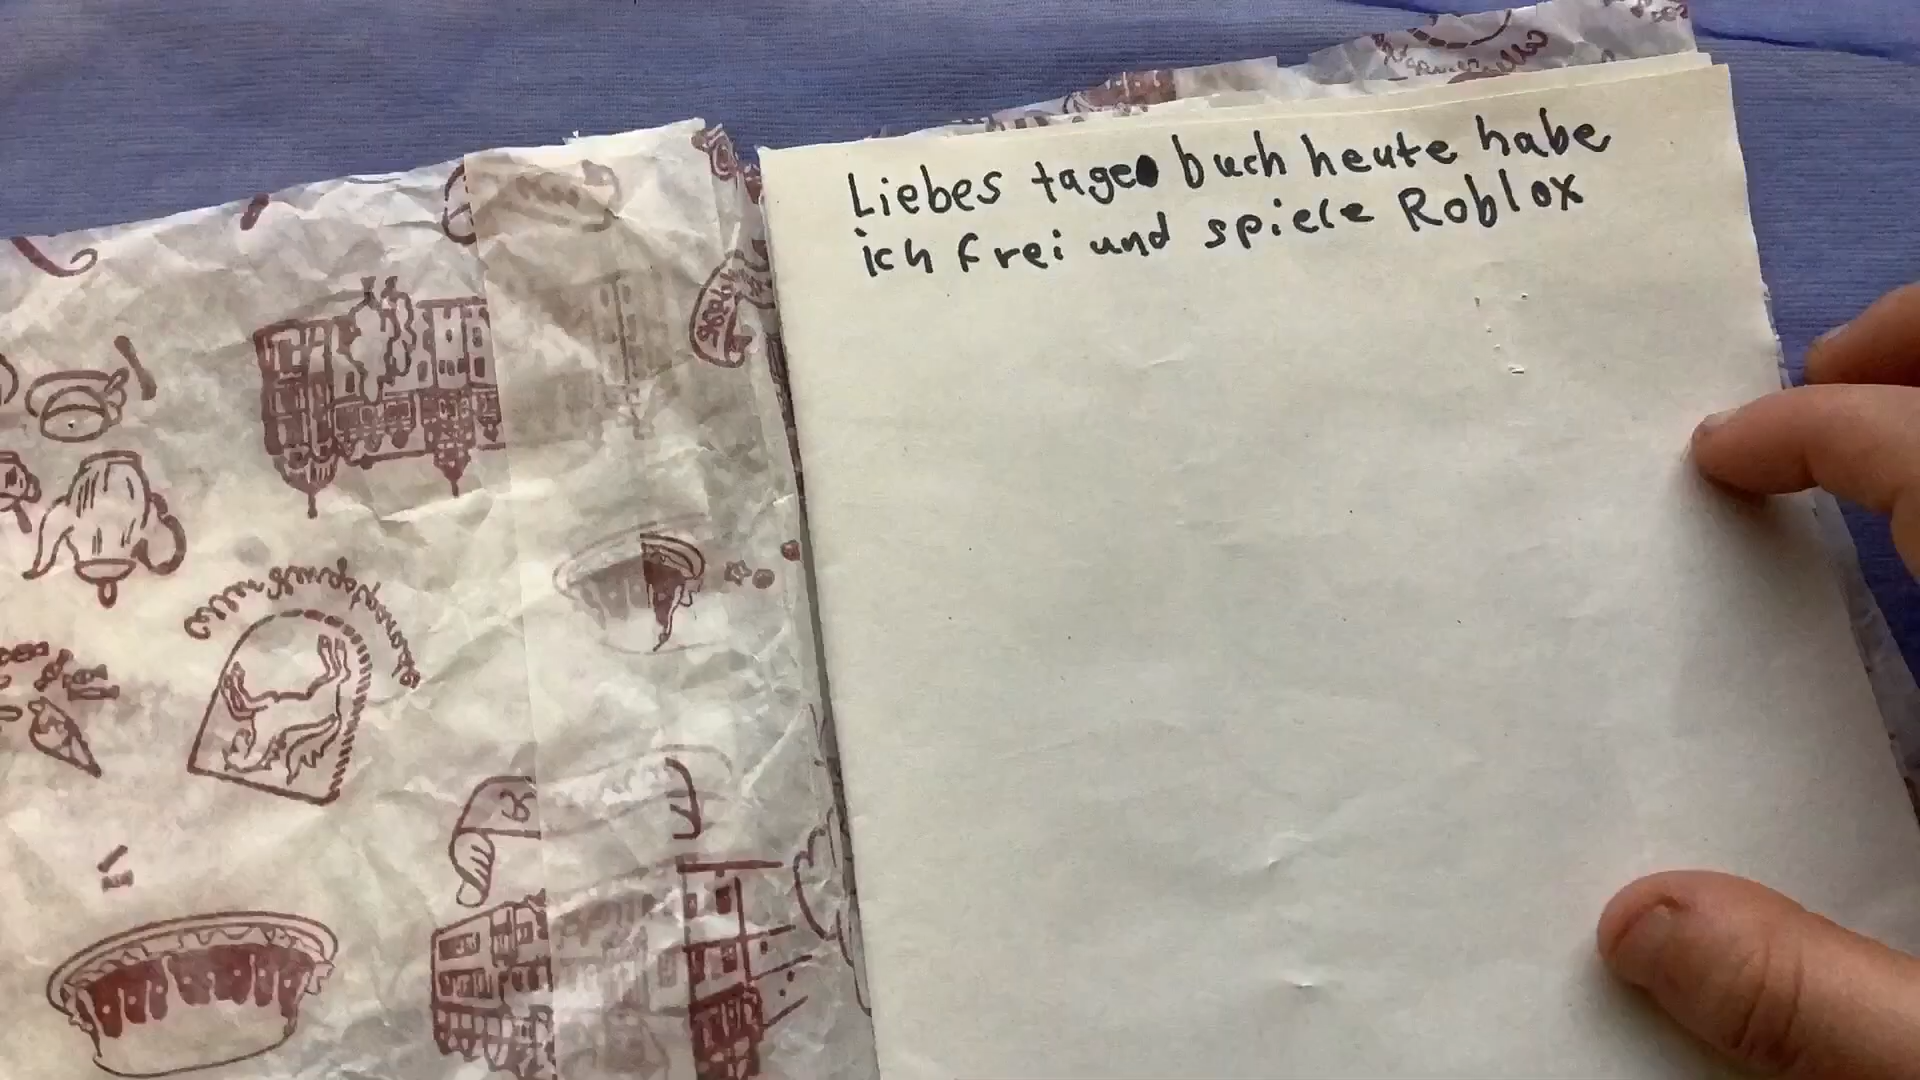 Liebes tage buch heute habe
ich frei und spiele Roblox